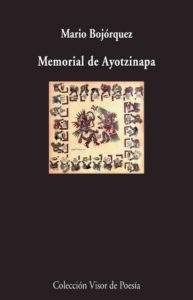 Mario Bojórquez
Memorial de Ayotzinapa
Colección Visor de Poesía